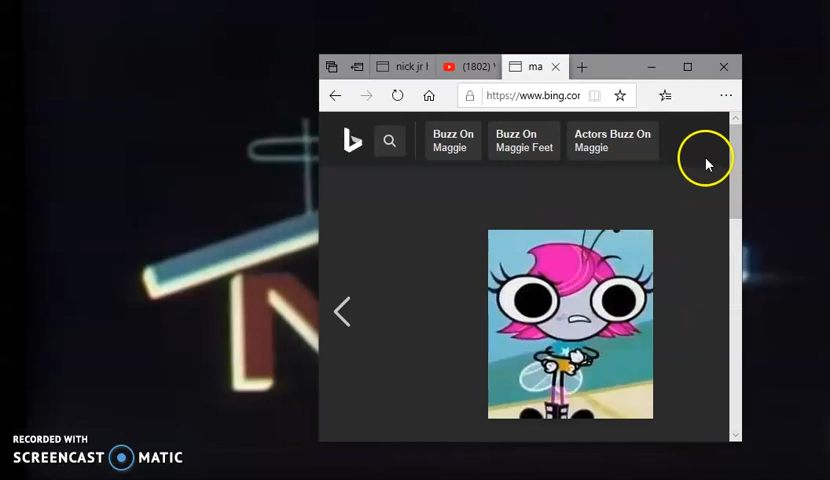 nick jr l
(1802) Y
ma
https://www.bing.cor
Buzz On
Maggie
Buzz On
Maggie Feet
Actors Buzz On
Maggie
N
RECORDED WITH
SCREENCAST MATIC